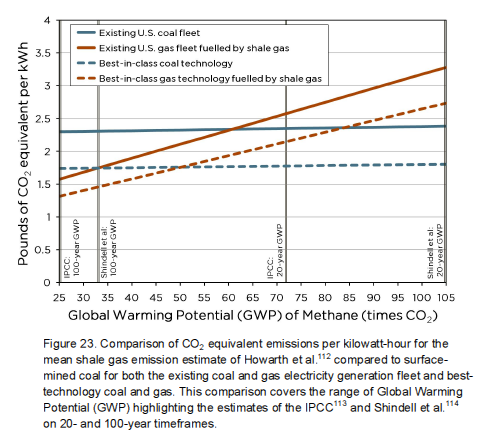 4
3.5
3
2.5
2
1.5
1
0.5
0
Pounds of CO₂ equivalent per kWh
Existing U.S. coal fleet
Existing U.S. gas fleet fuelled by shale gas
Best-in-class coal technology
Best-in-class gas technology fuelled by shale gas
IPCC:
100-year GWP
Shindell et al:
100-year GWP
IPCC:
20-year GWP
Shindell et al:
20-year GWP
25 30 35 40 45 50 55 60 65 70 75 80 85 90 95 100 105
Global Warming Potential (GWP) of Methane (times CO₂)
Figure 23. Comparison of CO₂ equivalent emissions per kilowatt-hour for the
mean shale gas emission estimate of Howarth et al.¹¹² compared to surface-
mined coal for both the existing coal and gas electricity generation fleet and best-
technology coal and gas. This comparison covers the range of Global Warming
Potential (GWP) highlighting the estimates of the IPCC¹¹³ and Shindell et al.¹¹⁴
on 20- and 100-year timeframes.